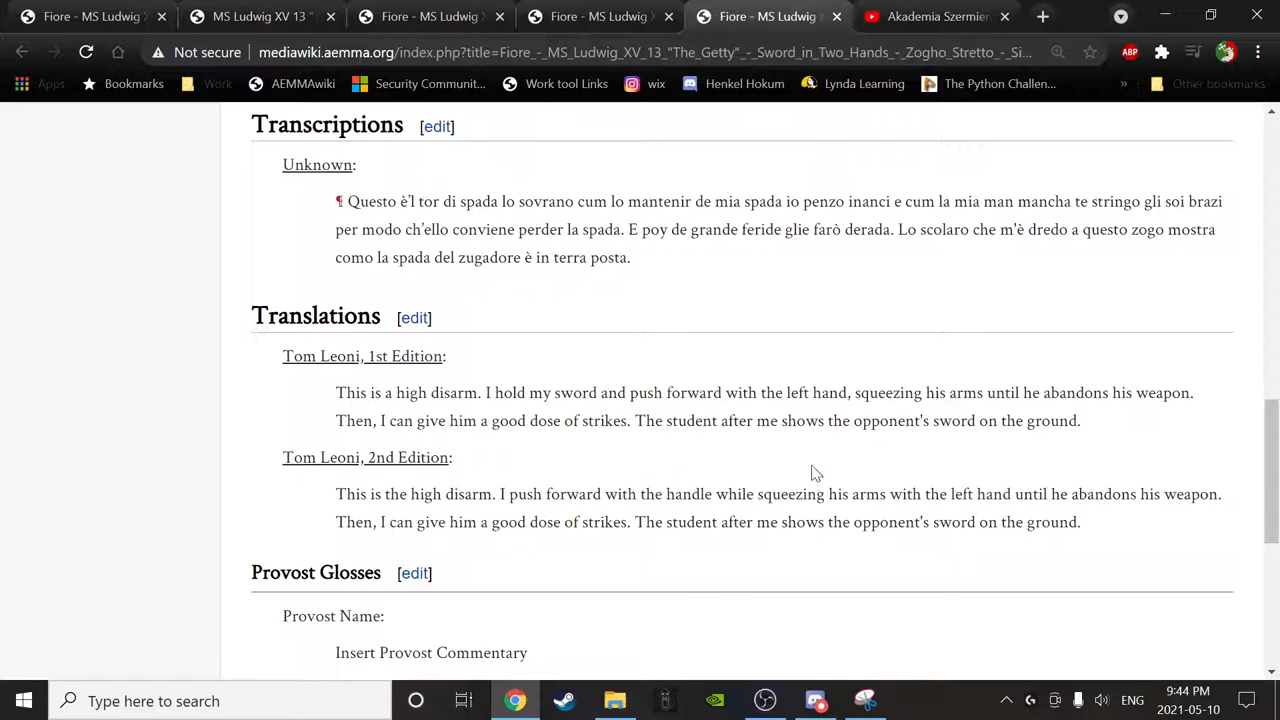 Fiore - MS Ludwig
MS Ludwig XV 13 "
Fiore - MS Ludwig
Fiore - MS Ludwig
Fiore - MS Ludwig
Akademia Szermier
Not secure
mediawiki.aemma.org/index.php?title=Fiore_-_MS_Ludwig_XV_13_"The_Getty"_-_Sword_in_Two_Hands_-_Zogho_Stretto_-_Si...
ABP
Apps
Bookmarks
Work
AEMMAwiki
Security Communit...
Work tool Links
wix
Henkel Hokum
Lynda Learning
The Python Challen...
»
Other bookmarks
Transcriptions [edit]
Unknown:
¶ Questo è'l tor di spada lo sovrano cum lo mantenir de mia spada io penzo inanci e cum la mia man mancha te stringo gli soi brazi
per modo ch'ello conviene perder la spada. E poy de grande feride glie farò derada. Lo scolaro che m'è dredo a questo zogo mostra
como la spada del zugadore è in terra posta.
Translations [edit]
Tom Leoni, 1st Edition:
This is a high disarm. I hold my sword and push forward with the left hand, squeezing his arms until he abandons his weapon.
Then, I can give him a good dose of strikes. The student after me shows the opponent's sword on the ground.
Tom Leoni, 2nd Edition:
This is the high disarm. I push forward with the handle while squeezing his arms with the left hand until he abandons his weapon.
Then, I can give him a good dose of strikes. The student after me shows the opponent's sword on the ground.
Provost Glosses [edit]
Provost Name:
Insert Provost Commentary
Type here to search
ENG
9:44 PM
2021-05-10